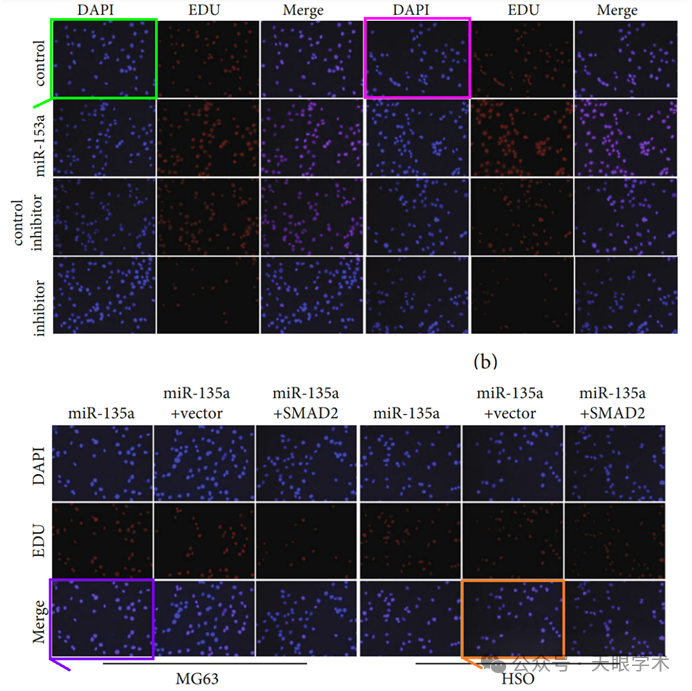 DAPI EDU Merge DAPI EDU Merge
control
miR-153a
control
inhibitor
inhibitor
(b)
miR-135a miR-135a
+vector miR-135a
+SMAD2 miR-135a miR-135a
+vector miR-135a
+SMAD2
DAPI
EDU
Merge
MG63 HSO
公众号 · 天眼学术